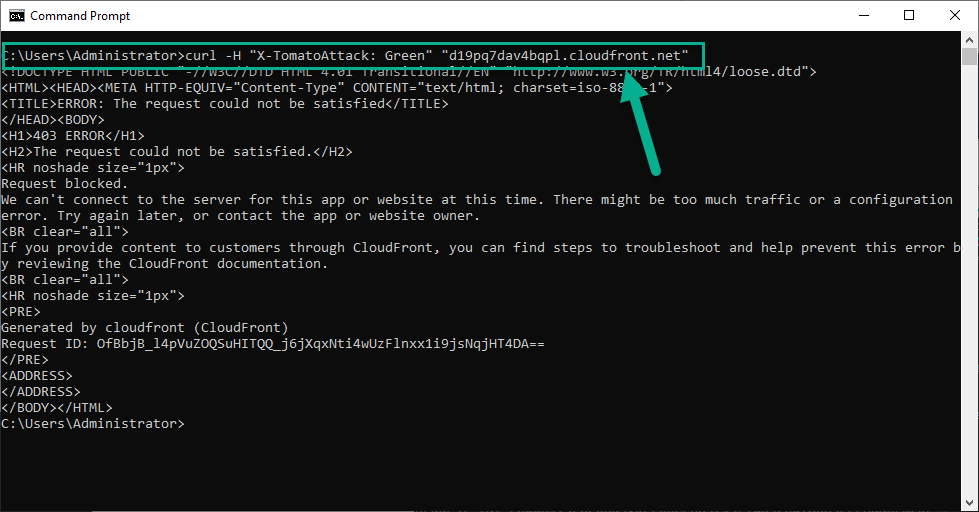 Command Prompt
C:\Users\Administrator>curl -H "X-TomatoAttack: Green" "d19pq7dav4bqpl.cloudfront.net"
<!DOCTYPE HTML PUBLIC "-//W3C//DTD HTML 4.01 Transitional//EN" "http://www.w3.org/TR/html4/loose.dtd">
<HTML><HEAD><META HTTP-EQUIV="Content-Type" CONTENT="text/html; charset=iso-8859-1">
<TITLE>ERROR: The request could not be satisfied</TITLE>
</HEAD><BODY>
<H1>403 ERROR</H1>
<H2>The request could not be satisfied.</H2>
<HR noshade size="1px">
Request blocked.
We can't connect to the server for this app or website at this time. There might be too much traffic or a configuration
error. Try again later, or contact the app or website owner.
<BR clear="all">
If you provide content to customers through CloudFront, you can find steps to troubleshoot and help prevent this error b
y reviewing the CloudFront documentation.
<BR clear="all">
<HR noshade size="1px">
<PRE>
Generated by cloudfront (CloudFront)
Request ID: OfBbjB_l4pVuZOQSuHITQQ_j6jXqxNti4wUzFlnxx1i9jsNqjHT4DA==
</PRE>
<ADDRESS>
</ADDRESS>
</BODY></HTML>
C:\Users\Administrator>